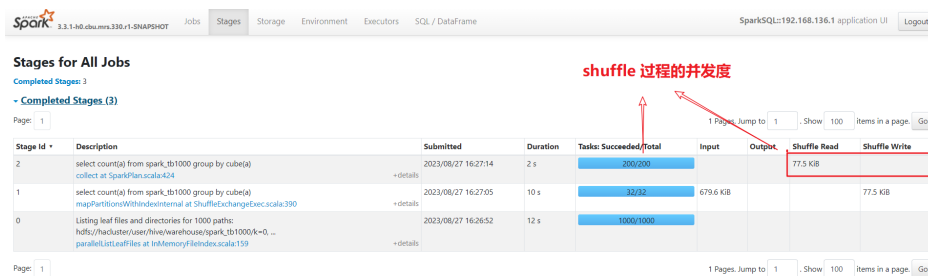 APACHE Spark 3.3.1-h0.cbu.mrs.330.r1-SNAPSHOT Jobs Stages Storage Environment Executors SQL / DataFrame SparkSQL::192.168.136.1 application UI Logout
Stages for All Jobs
shuffle 过程的并发度
Completed Stages: 3
Completed Stages (3)
Page: 1 1 Pages. Jump to 1 . Show 100 items in a page. Go
Stage Id Description Submitted Duration Tasks: Succeeded/Total Input Output Shuffle Read Shuffle Write
2 select count(a) from spark_tb1000 group by cube(a) 2023/08/27 16:27:14 2 s 200/200 77.5 KiB
collect at SparkPlan.scala:424 +details
1 select count(a) from spark_tb1000 group by cube(a) 2023/08/27 16:27:05 10 s 32/32 679.6 KiB 77.5 KiB
mapPartitionsWithIndexInternal at ShuffleExchangeExec.scala:390 +details
0 Listing leaf files and directories for 1000 paths: 2023/08/27 16:26:52 12 s 1000/1000
hdfs://hacluster/user/hive/warehouse/spark_tb1000/k=0, ...
parallelListLeafFiles at InMemoryFileIndex.scala:159 +details
Page: 1 1 Pages. Jump to 1 . Show 100 items in a page. Go